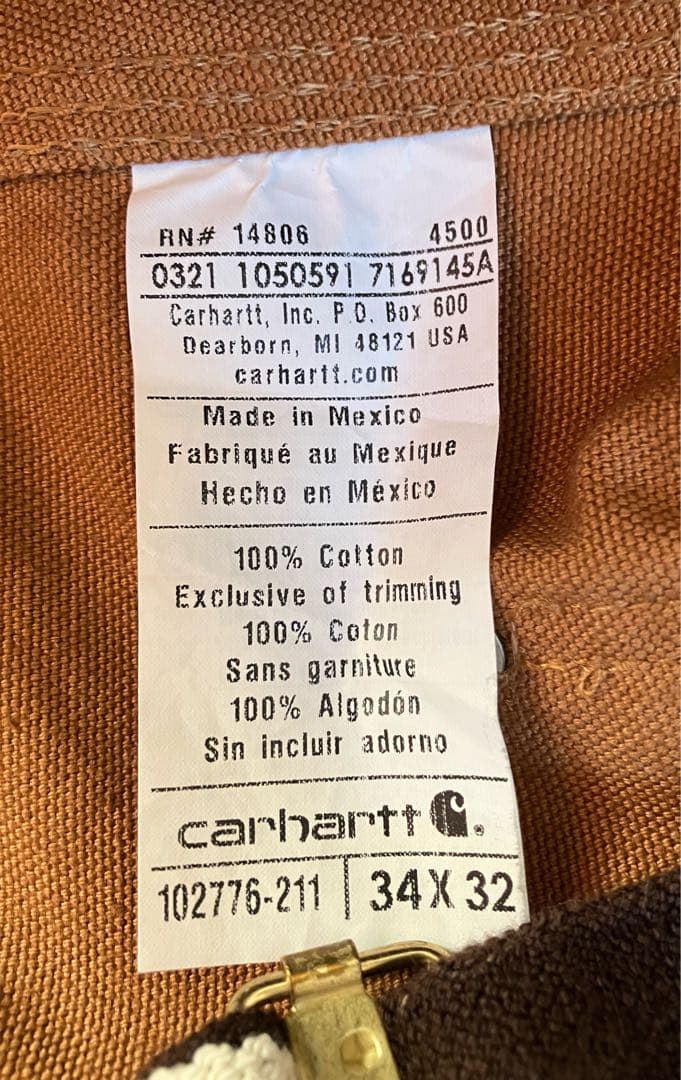 RN# 14806 4500
0321 1050591 7169145A
Carhartt, Inc. P.O. Box 600
Dearborn, MI 48121 USA
carhartt.com
Made in Mexico
Fabriqué au Mexique
Hecho en México
100% Cotton
Exclusive of trimming
100% Coton
Sans garniture
100% Algodón
Sin incluir adorno
carhartt
102776-211 34 X 32